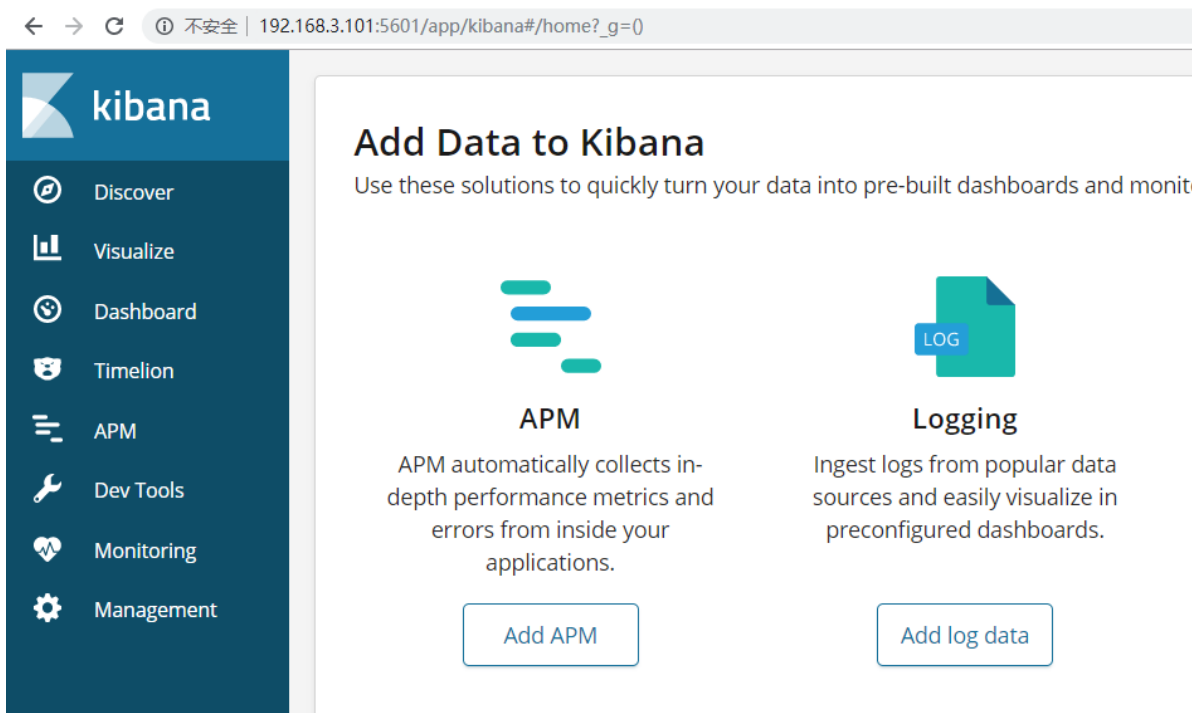 不安全 192.168.3.101:5601/app/kibana#/home?_g=()
kibana
Discover
Visualize
Dashboard
Timelion
APM
Dev Tools
Monitoring
Management
Add Data to Kibana
Use these solutions to quickly turn your data into pre-built dashboards and
APM
APM automatically collects in-
depth performance metrics and
errors from inside your
applications.
Add APM
LOG
Logging
Ingest logs from popular data
sources and easily visualize in
preconfigured dashboards.
Add log data